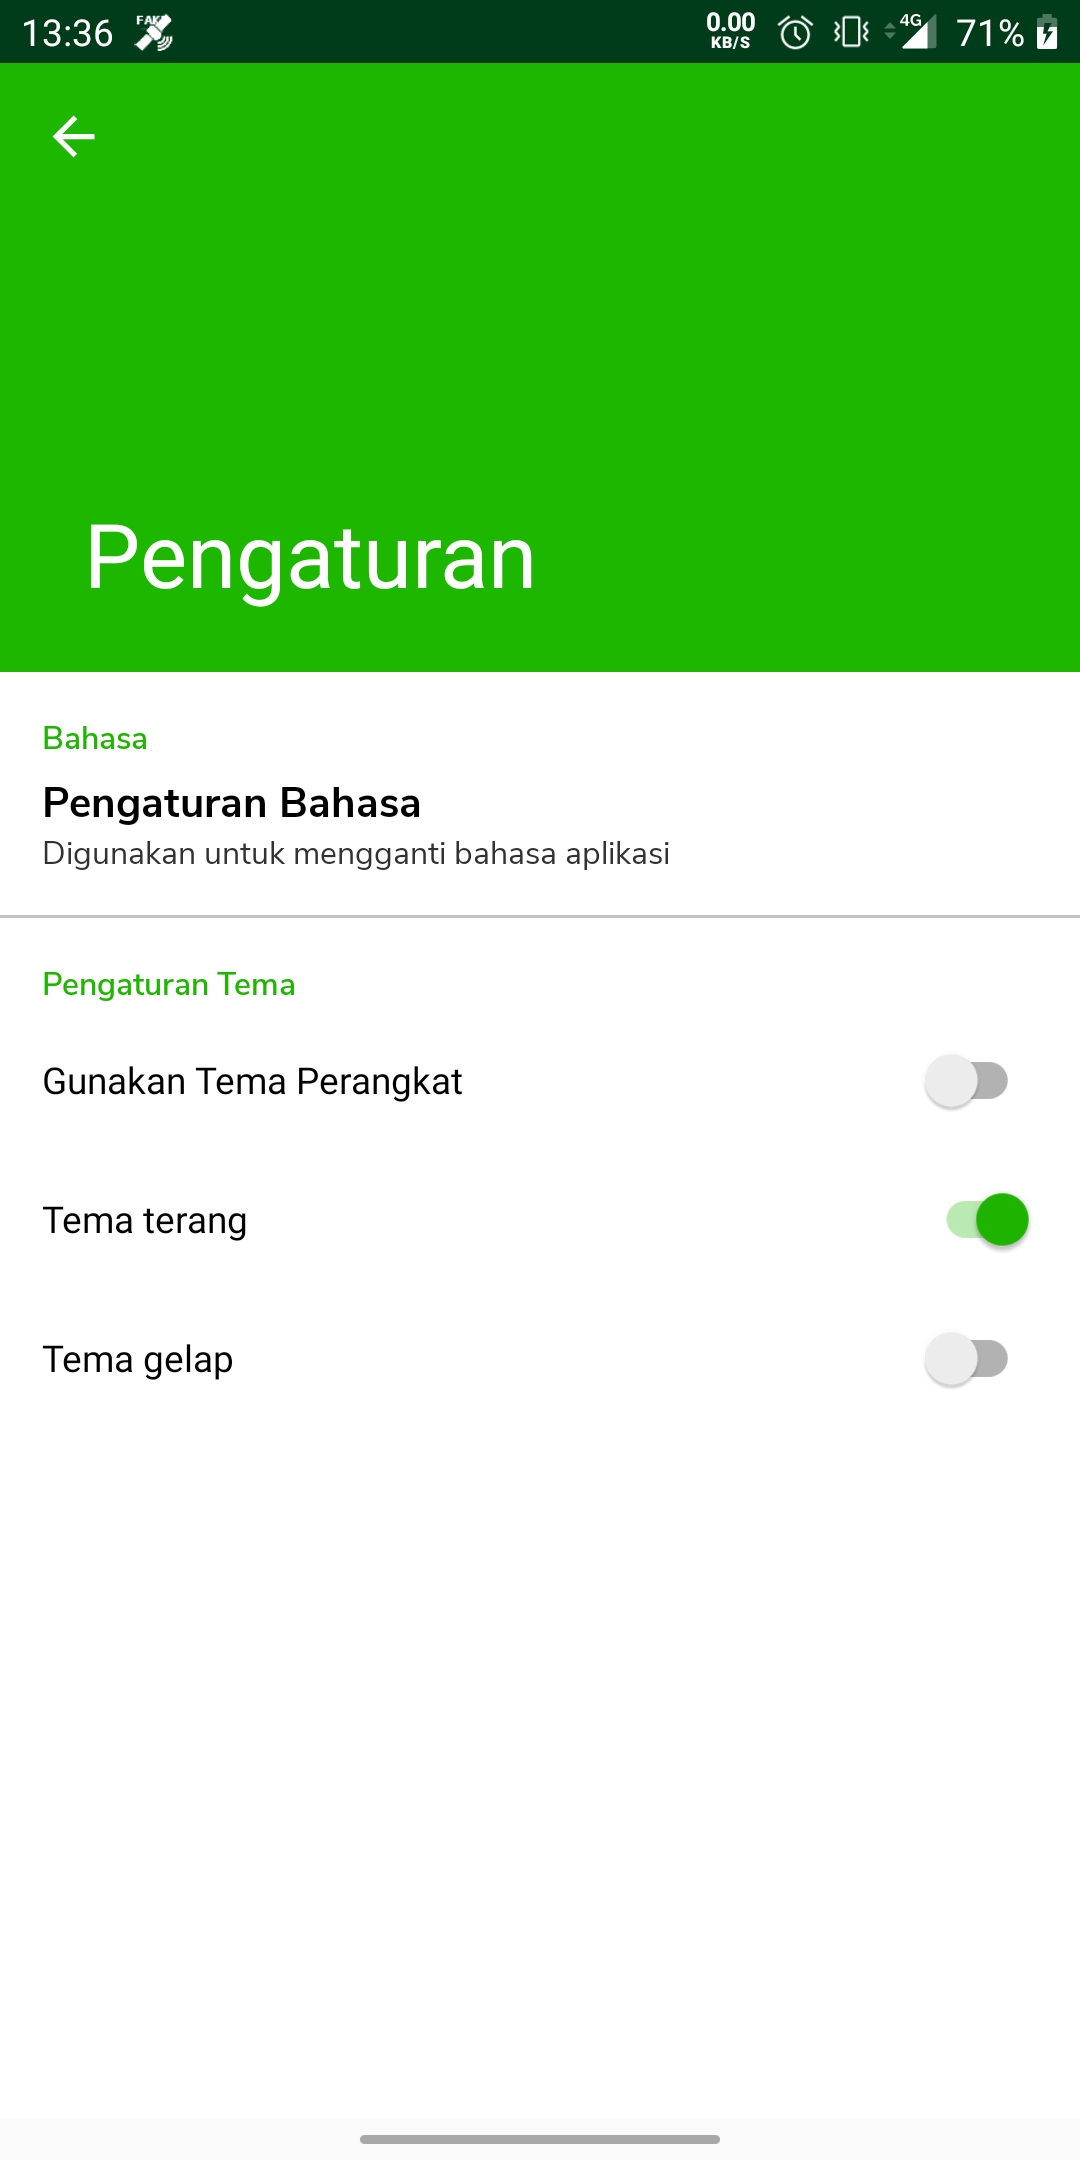 13:36
FAKE
0.00
KB/S
4G
71%
Pengaturan
Bahasa
Pengaturan Bahasa
Digunakan untuk mengganti bahasa aplikasi
Pengaturan Tema
Gunakan Tema Perangkat
Tema terang
Tema gelap